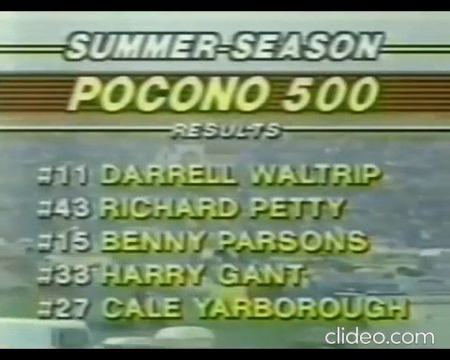 SUMMER-SEASON
POCONO 500
RESULTS
#11 DARRELL WALTRIP
#43 RICHARD PETTY
#15 BENNY PARSONS
#33 HARRY GANT
#27 CALE YARBOROUGH
clideo.com